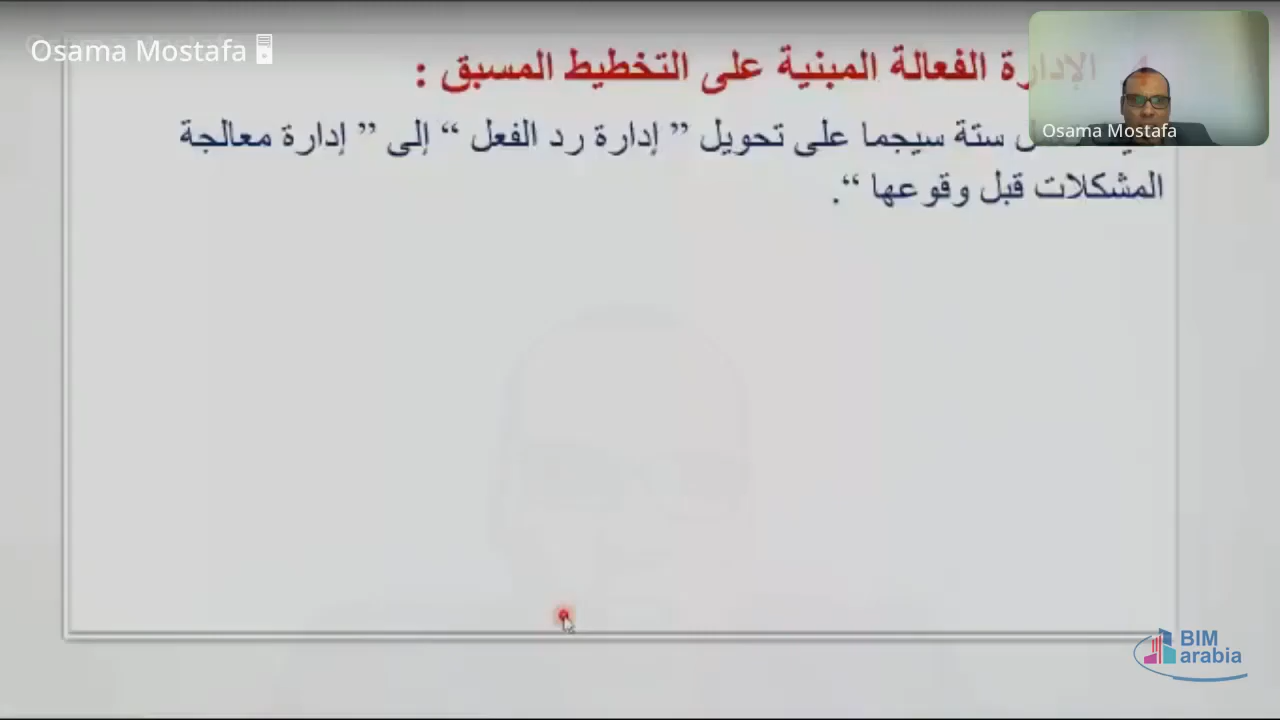 Osama Mostafa
الإدارة الفعالة المبنية على التخطيط المسبق :
ستة سيجما على تحويل ” إدارة رد الفعل “ إلى ” إدارة معالجة
المشكلات قبل وقوعها “.
Osama Mostafa
BIM
arabia